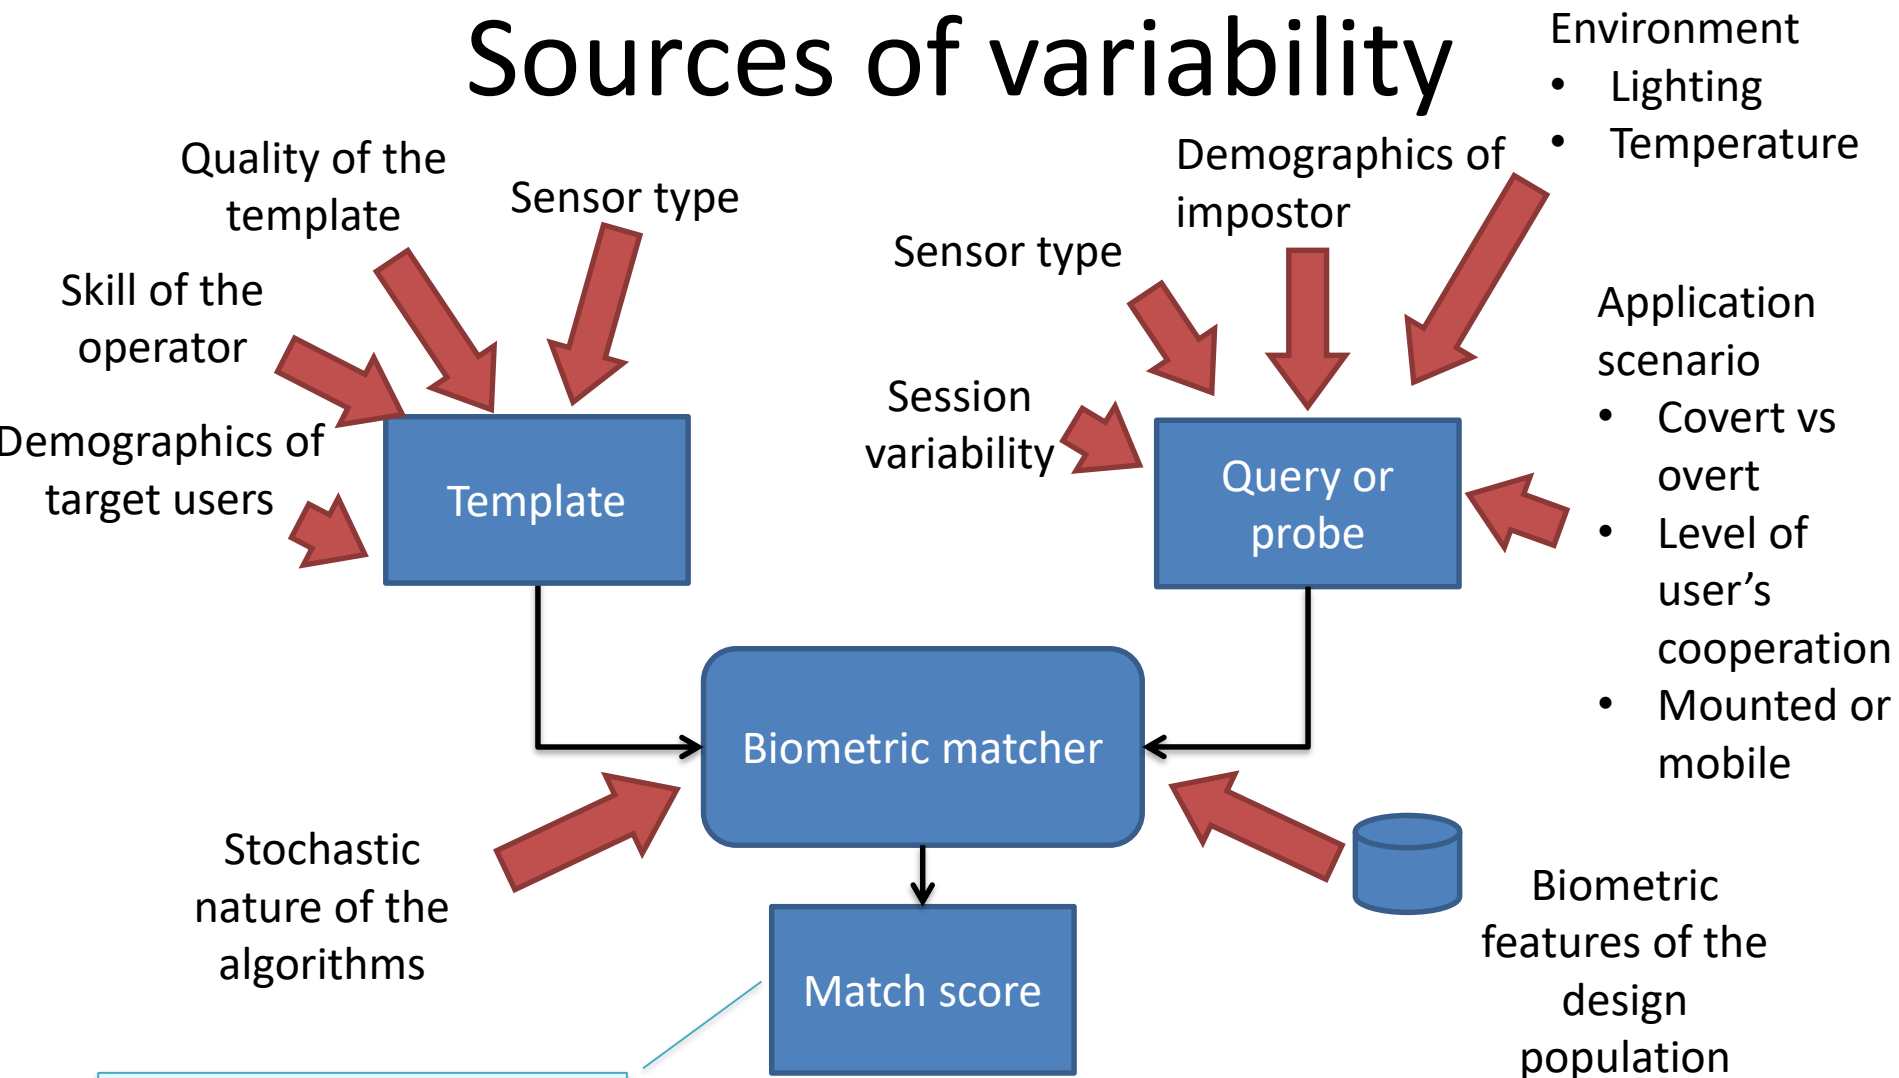 Sources of variability
Environment
• Lighting
• Temperature
Quality of the
template
Sensor type
Skill of the
operator
Demographics of
target users
Template
Demographics of
impostor
Sensor type
Session
variability
Query or
probe
Application
scenario
• Covert vs
overt
• Level of
user’s
cooperation
• Mounted or
mobile
Biometric matcher
Stochastic
nature of the
algorithms
Match score
Biometric
features of the
design
population